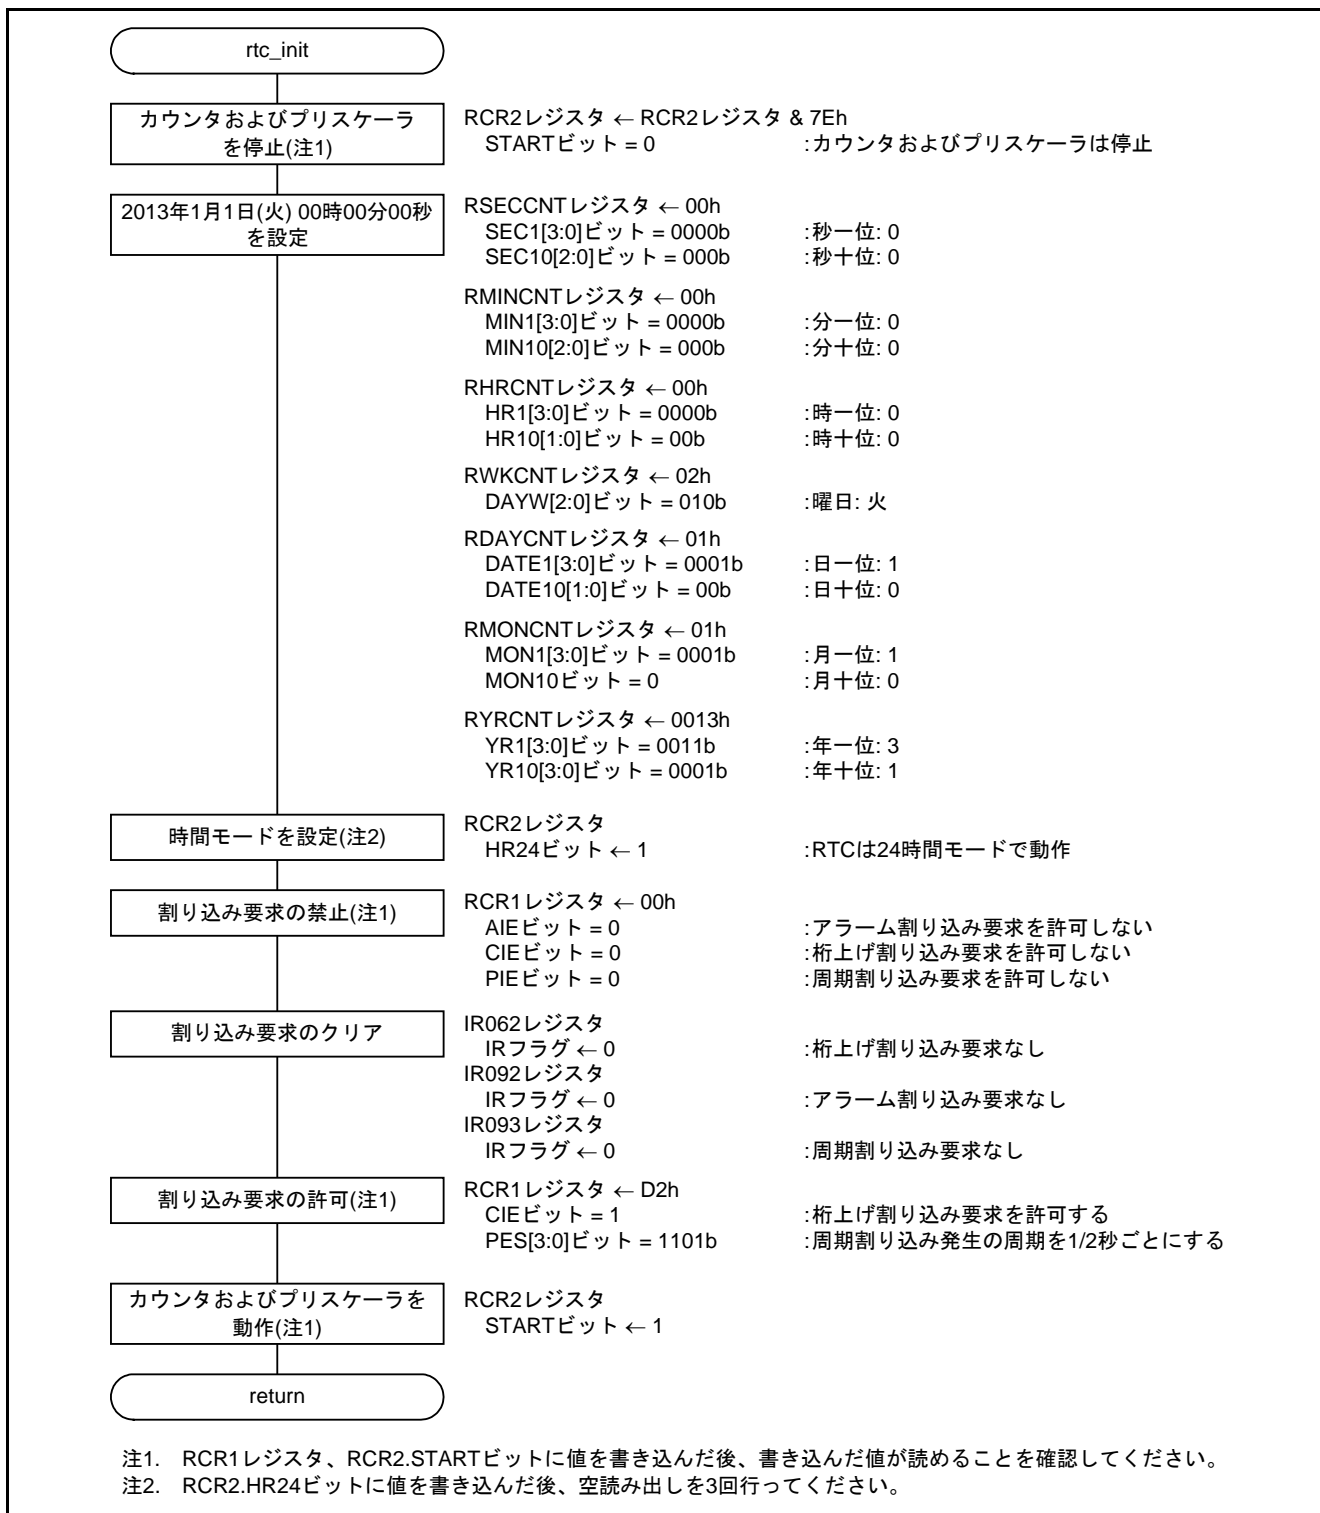 rtc_init
カウンタおよびプリスケーラ
を停止(注1)
RCR2レジスタ ← RCR2レジスタ & 7Eh
STARTビット = 0 :カウンタおよびプリスケーラは停止
2013年1月1日(火) 00時00分00秒
を設定
RSECCNTレジスタ ← 00h
SEC1[3:0]ビット = 0000b :秒一位: 0
SEC10[2:0]ビット = 000b :秒十位: 0
RMINCNTレジスタ ← 00h
MIN1[3:0]ビット = 0000b :分一位: 0
MIN10[2:0]ビット = 000b :分十位: 0
RHRCNTレジスタ ← 00h
HR1[3:0]ビット = 0000b :時一位: 0
HR10[1:0]ビット = 00b :時十位: 0
RWKCNTレジスタ ← 02h
DAYW[2:0]ビット = 010b :曜日: 火
RDAYCNTレジスタ ← 01h
DATE1[3:0]ビット = 0001b :日一位: 1
DATE10[1:0]ビット = 00b :日十位: 0
RMONCNTレジスタ ← 01h
MON1[3:0]ビット = 0001b :月一位: 1
MON10ビット = 0 :月十位: 0
RYRCNTレジスタ ← 0013h
YR1[3:0]ビット = 0011b :年一位: 3
YR10[3:0]ビット = 0001b :年十位: 1
時間モードを設定(注2)
RCR2レジスタ
HR24ビット ← 1 :RTCは24時間モードで動作
割り込み要求の禁止(注1)
RCR1レジスタ ← 00h
AIEビット = 0 :アラーム割り込み要求を許可しない
CIEビット = 0 :桁上げ割り込み要求を許可しない
PIEビット = 0 :周期割り込み要求を許可しない
割り込み要求のクリア
IR062レジスタ
IRフラグ ← 0 :桁上げ割り込み要求なし
IR092レジスタ
IRフラグ ← 0 :アラーム割り込み要求なし
IR093レジスタ
IRフラグ ← 0 :周期割り込み要求なし
割り込み要求の許可(注1)
RCR1レジスタ ← D2h
CIEビット = 1 :桁上げ割り込み要求を許可する
PES[3:0]ビット = 1101b :周期割り込み発生の周期を1/2秒ごとにする
カウンタおよびプリスケーラを
動作(注1)
RCR2レジスタ
STARTビット ← 1
return
注1. RCR1レジスタ、RCR2.STARTビットに値を書き込んだ後、書き込んだ値が読めることを確認してください。
注2. RCR2.HR24ビットに値を書き込んだ後、空読み出しを3回行ってください。